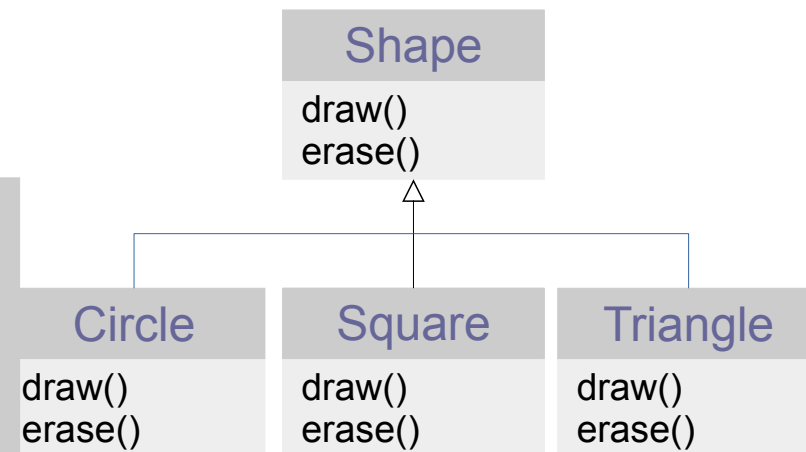 Shape
draw()
erase()
Circle
draw()
erase()
Square
draw()
erase()
Triangle
draw()
erase()